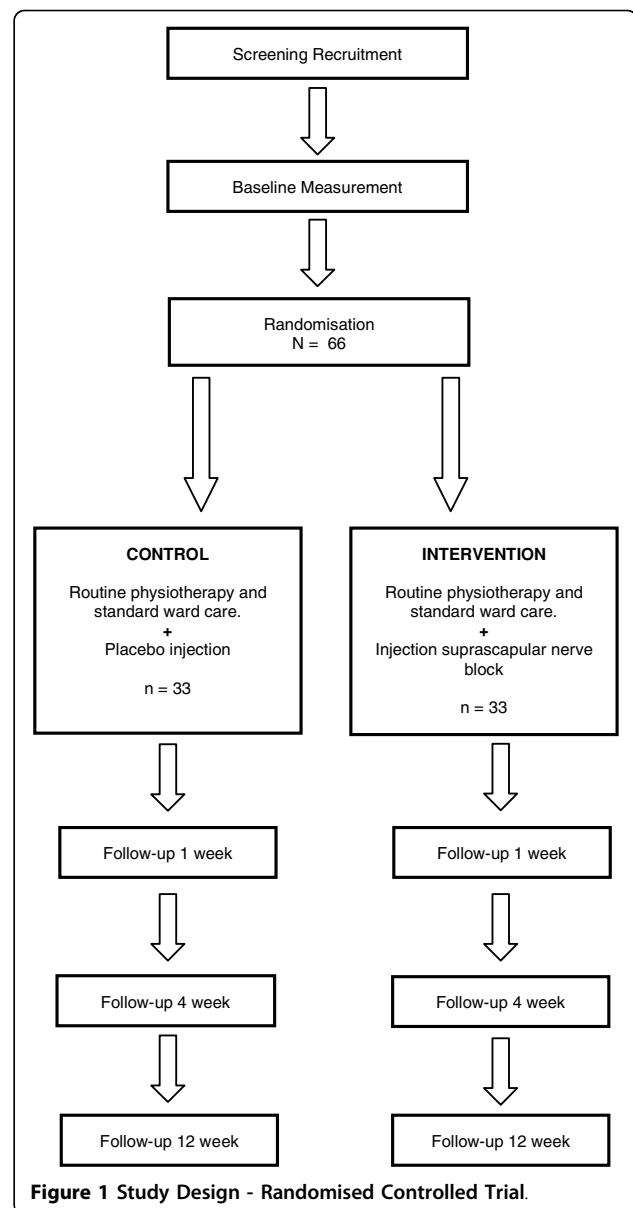 Screening Recruitment
Baseline Measurement
Randomisation
N = 66
CONTROL
Routine physiotherapy and
standard ward care.
+
Placebo injection
n = 33
INTERVENTION
Routine physiotherapy and
standard ward care.
+
Injection suprascapular nerve
block
n = 33
Follow-up 1 week
Follow-up 1 week
Follow-up 4 week
Follow-up 4 week
Follow-up 12 week
Follow-up 12 week
Figure 1 Study Design - Randomised Controlled Trial.